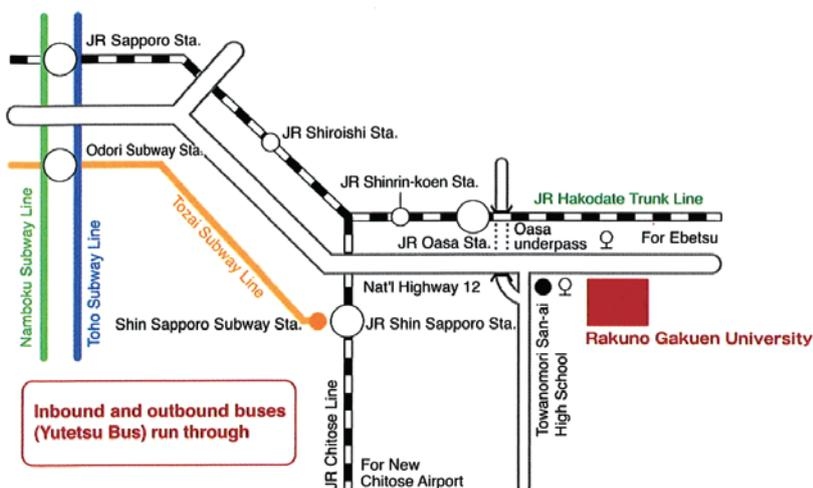 JR Sapporo Sta.
JR Shiroishi Sta.
Odori Subway Sta.
JR Shinrin-koen Sta.
JR Hakodate Trunk Line
Namboku Subway Line
Toho Subway Line
Tozai Subway Line
JR Oasa Sta.
Oasa
underpass
For Ebetsu
Nat'l Highway 12
Shin Sapporo Subway Sta.
JR Shin Sapporo Sta.
Towanomori San-ai
High School
Rakuno Gakuen University
Inbound and outbound buses
(Yutetsu Bus) run through
JR Chitose Line
For New
Chitose Airport